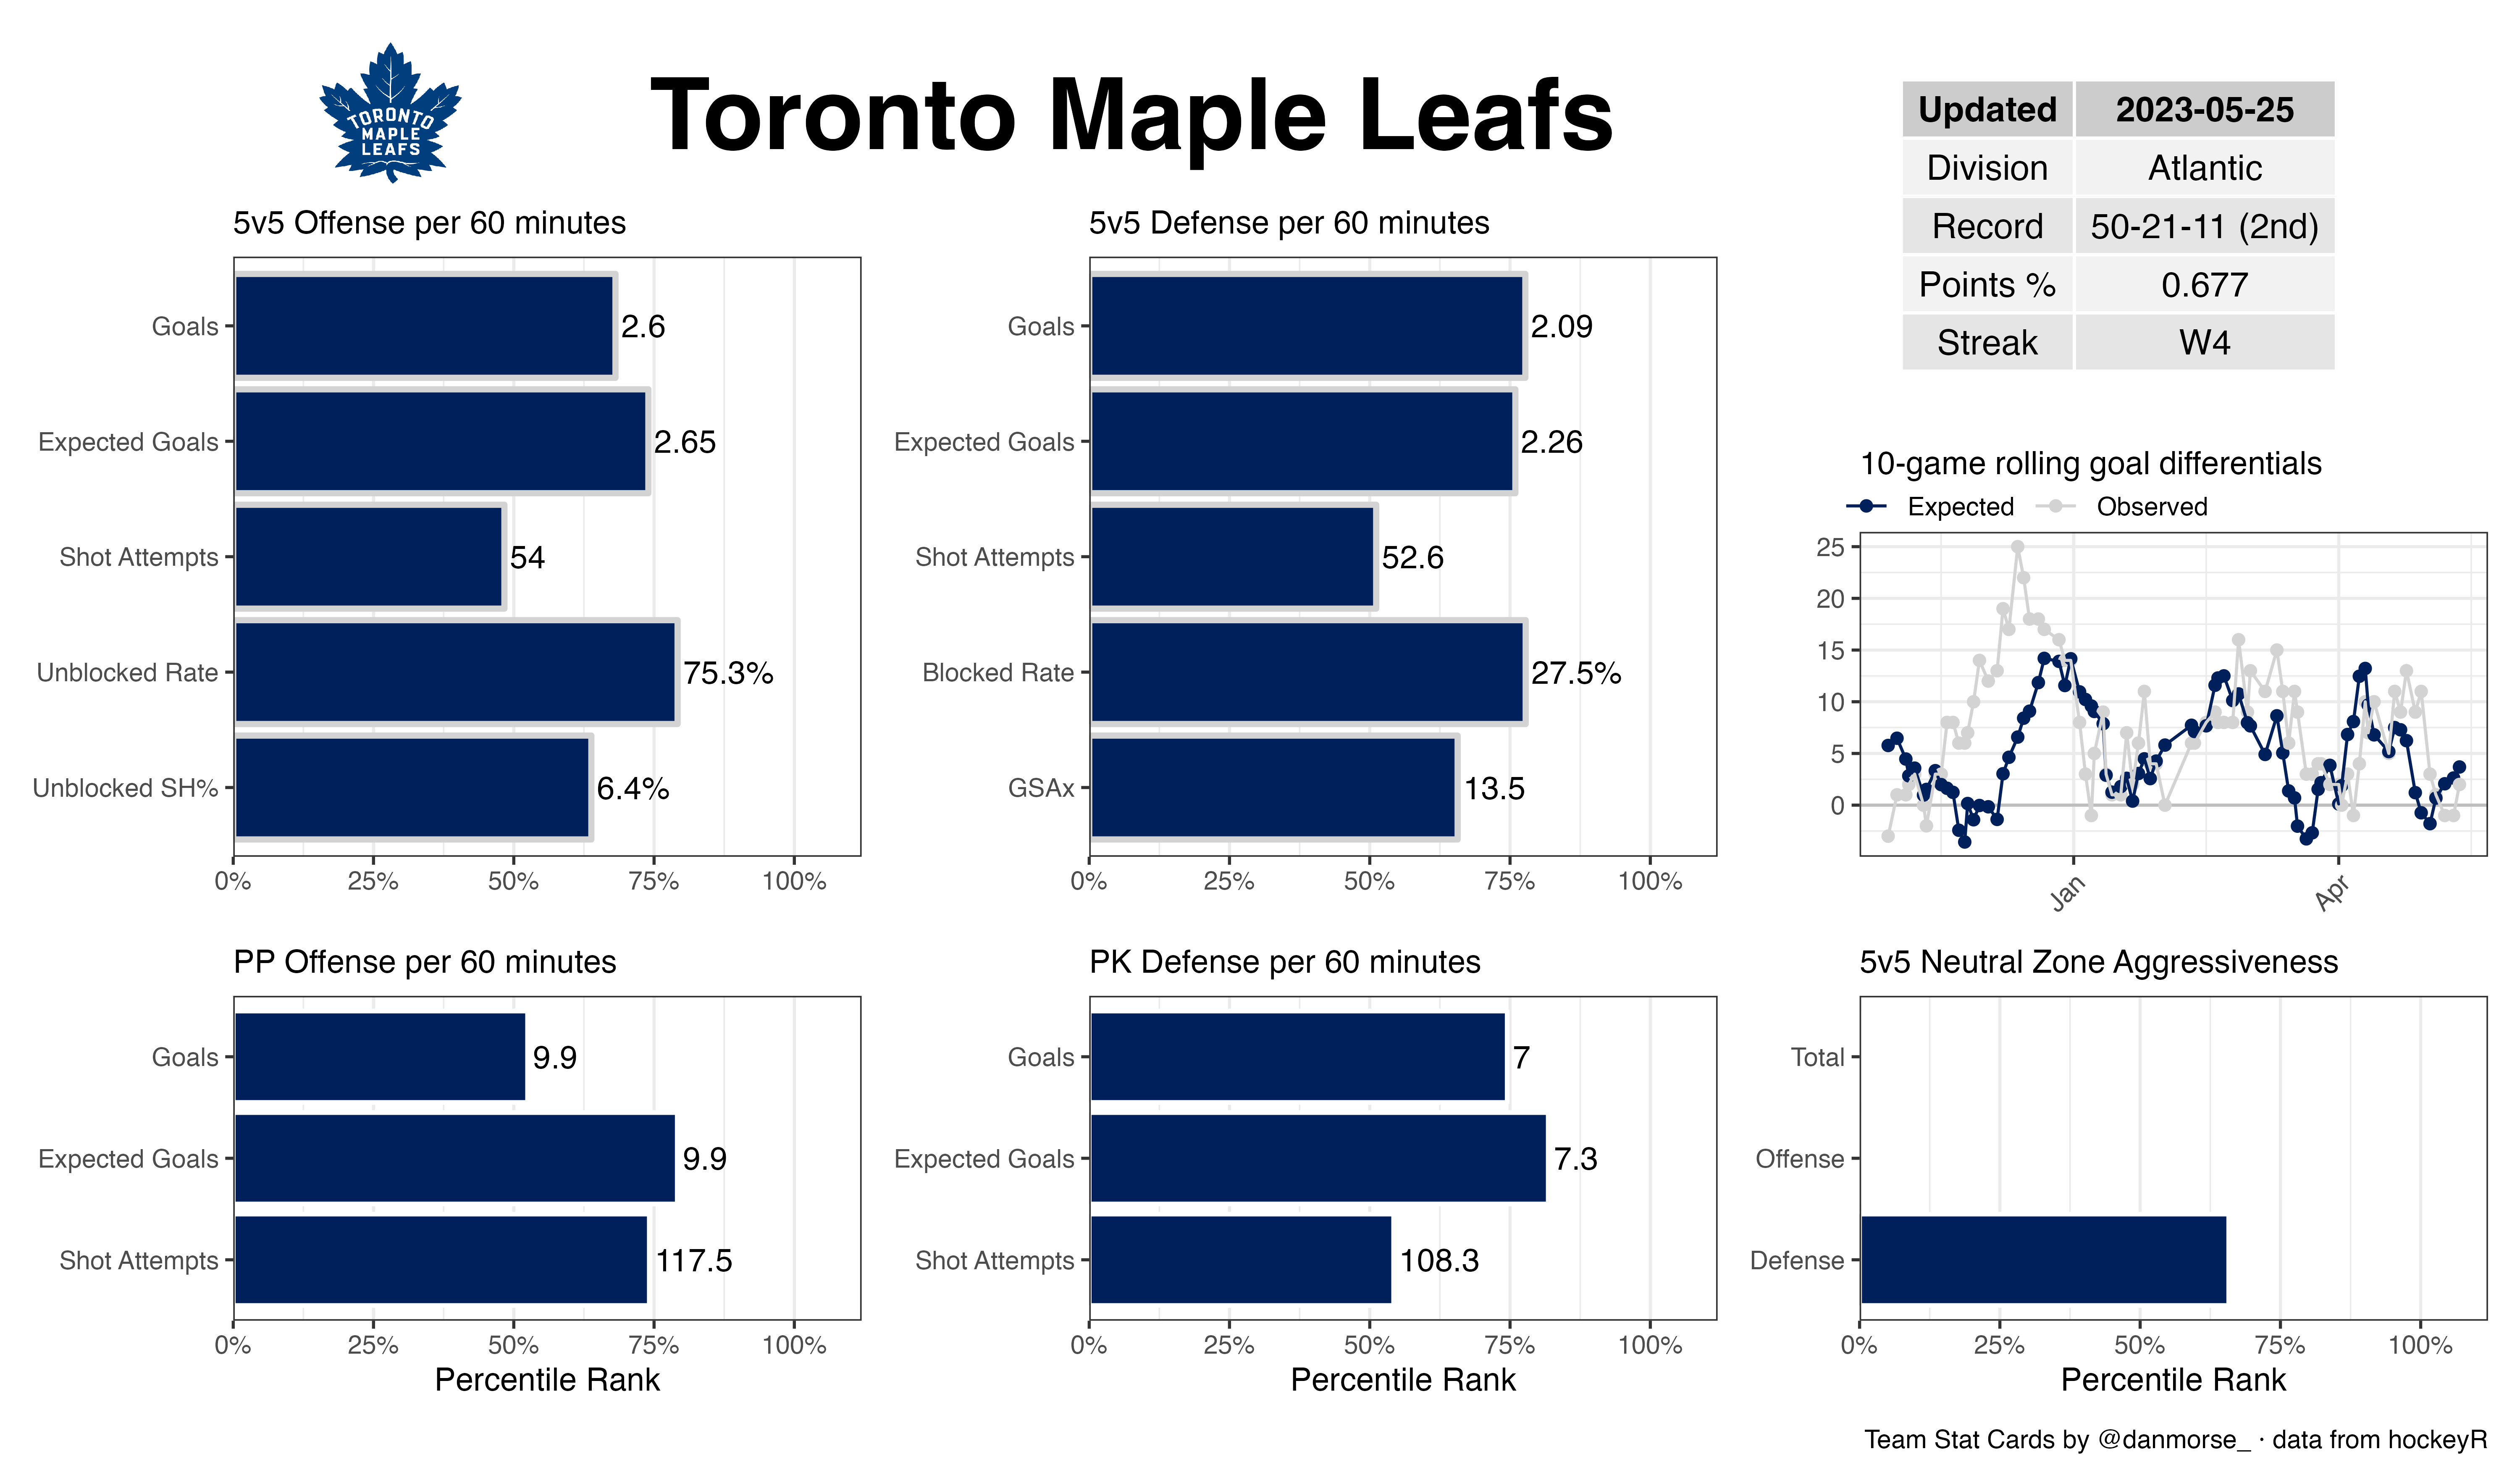 TORONTO
MAPLE
LEAFS
Toronto Maple Leafs
Updated 2023-05-25
Division Atlantic
Record 50-21-11 (2nd)
Points % 0.677
Streak W4
5v5 Offense per 60 minutes
Goals 2.6
Expected Goals 2.65
Shot Attempts 54
Unblocked Rate 75.3%
Unblocked SH% 6.4%
0% 25% 50% 75% 100%
5v5 Defense per 60 minutes
Goals 2.09
Expected Goals 2.26
Shot Attempts 52.6
Blocked Rate 27.5%
GSAx 13.5
0% 25% 50% 75% 100%
10-game rolling goal differentials
Expected Observed
25
20
15
10
5
0
Jan Apr
PP Offense per 60 minutes
Goals 9.9
Expected Goals 9.9
Shot Attempts 117.5
0% 25% 50% 75% 100%
Percentile Rank
PK Defense per 60 minutes
Goals 7
Expected Goals 7.3
Shot Attempts 108.3
0% 25% 50% 75% 100%
Percentile Rank
5v5 Neutral Zone Aggressiveness
Total
Offense
Defense
0% 25% 50% 75% 100%
Percentile Rank
Team Stat Cards by @danmorse_ · data from hockeyR